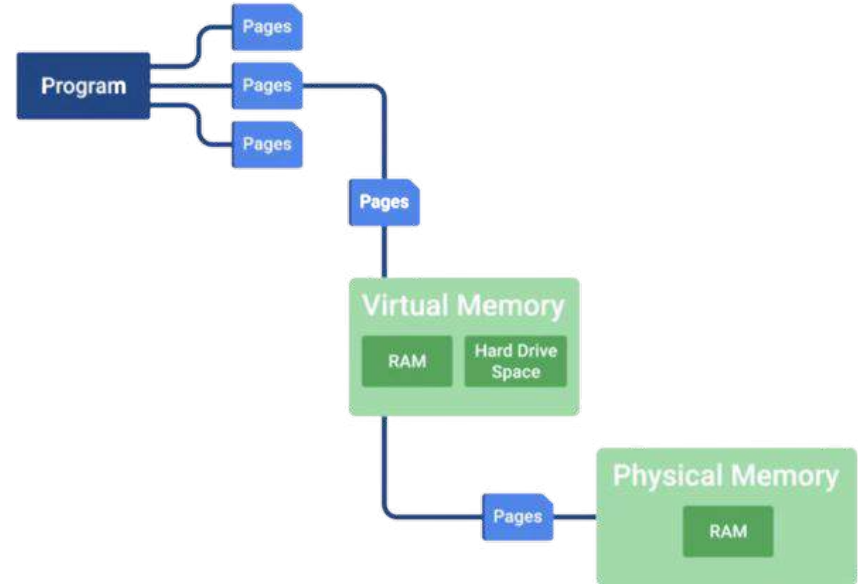 Pages
Program
Pages
Pages
Pages
Virtual Memory
RAM
Hard Drive
Space
Physical Memory
Pages
RAM